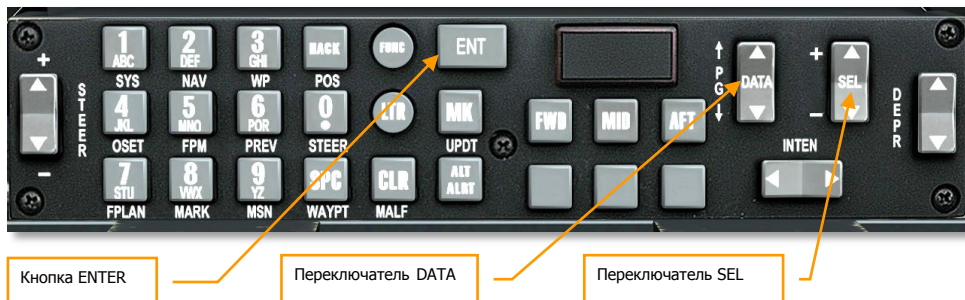 1 2 3 HACK FUNC ENT
ABC DEF GHI
SYS NAV WP POS
+ STEER −
4 5 6 0 LTR MK
JKL MNO PQR
OSET FPM PREV STEER UPDT
7 8 9 SPC CLR ALT ALRT
STU VWX YZ
FPLAN MARK MSN WAYPT MALF
FWD MID AFT
↑ PG ↓ DATA
+ SEL −
DEPR
INTEN
Кнопка ENTER
Переключатель DATA
Переключатель SEL